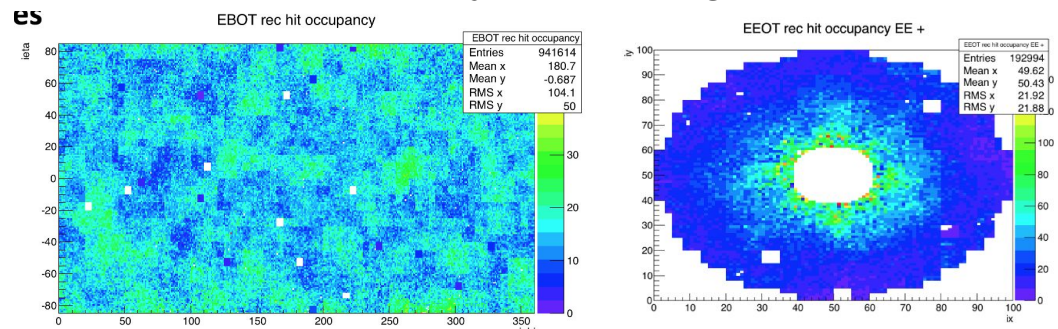 es
EBOT rec hit occupancy
ieta
EBOT rec hit occupancy
Entries 941614
Mean x 180.7
Mean y -0.687
RMS x 104.1
RMS y 50
80
60
40
20
0
-20
-40
-60
-80
0 50 100 150 200 250 300 350
30
20
10
0
EEOT rec hit occupancy EE +
iy
EEOT rec hit occupancy EE +
Entries 192994
Mean x 49.62
Mean y 50.43
RMS x 21.92
RMS y 21.88
100
90
80
70
60
50
40
30
20
10
0
0 10 20 30 40 50 60 70 80 90 100
ix
100
80
60
40
20
0